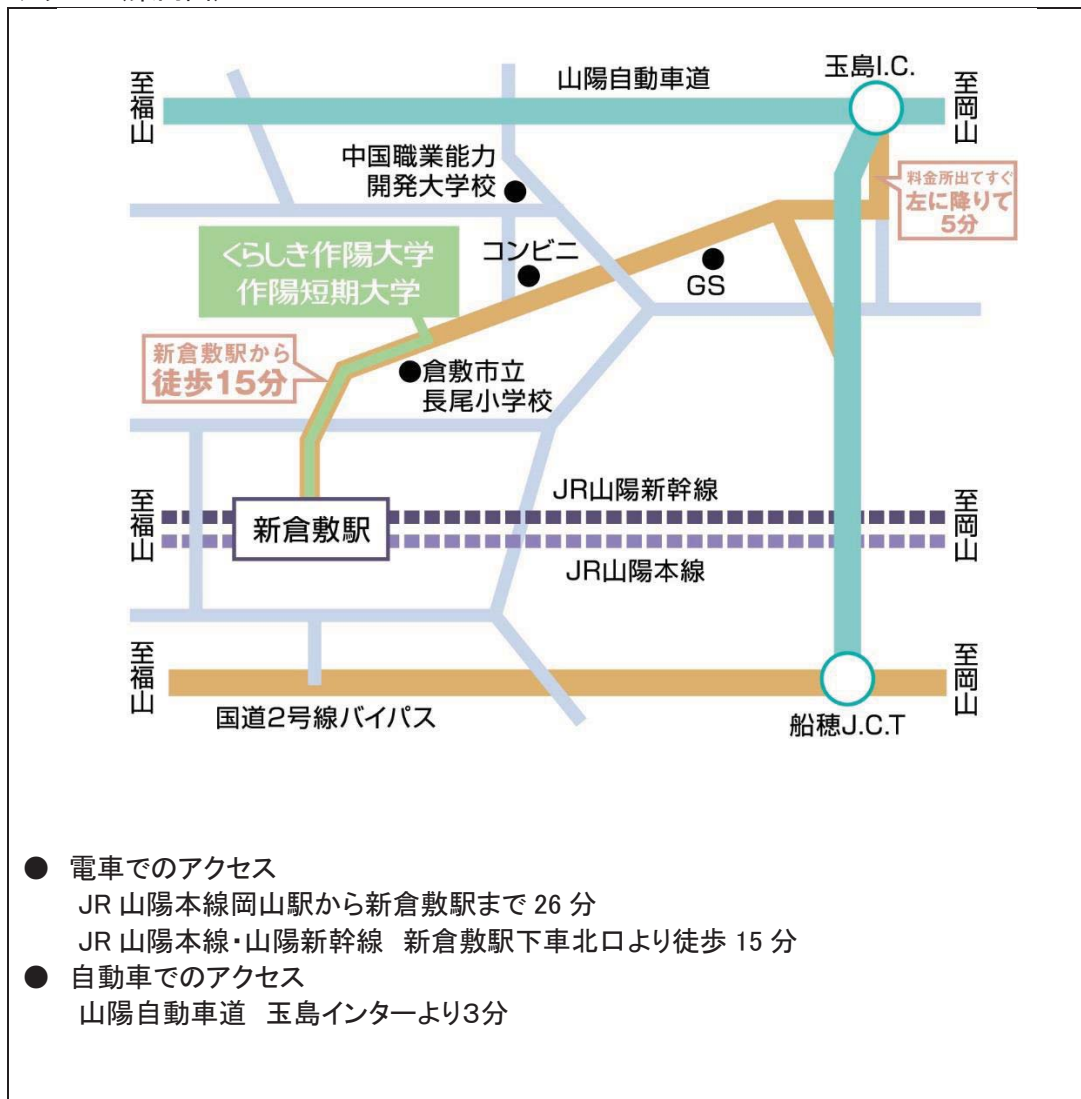 山陽自動車道
玉島I.C.
至福山
至岡山
中国職業能力
開発大学校
料金所出てすぐ
左に降りて
5分
くらしき作陽大学
作陽短期大学
コンビニ
GS
新倉敷駅から
徒歩15分
倉敷市立
長尾小学校
JR山陽新幹線
至福山
新倉敷駅
至岡山
JR山陽本線
至福山
至岡山
国道2号線バイパス
船穂J.C.T
● 電車でのアクセス
JR 山陽本線岡山駅から新倉敷駅まで 26 分
JR 山陽本線・山陽新幹線 新倉敷駅下車北口より徒歩 15 分
● 自動車でのアクセス
山陽自動車道 玉島インターより3分